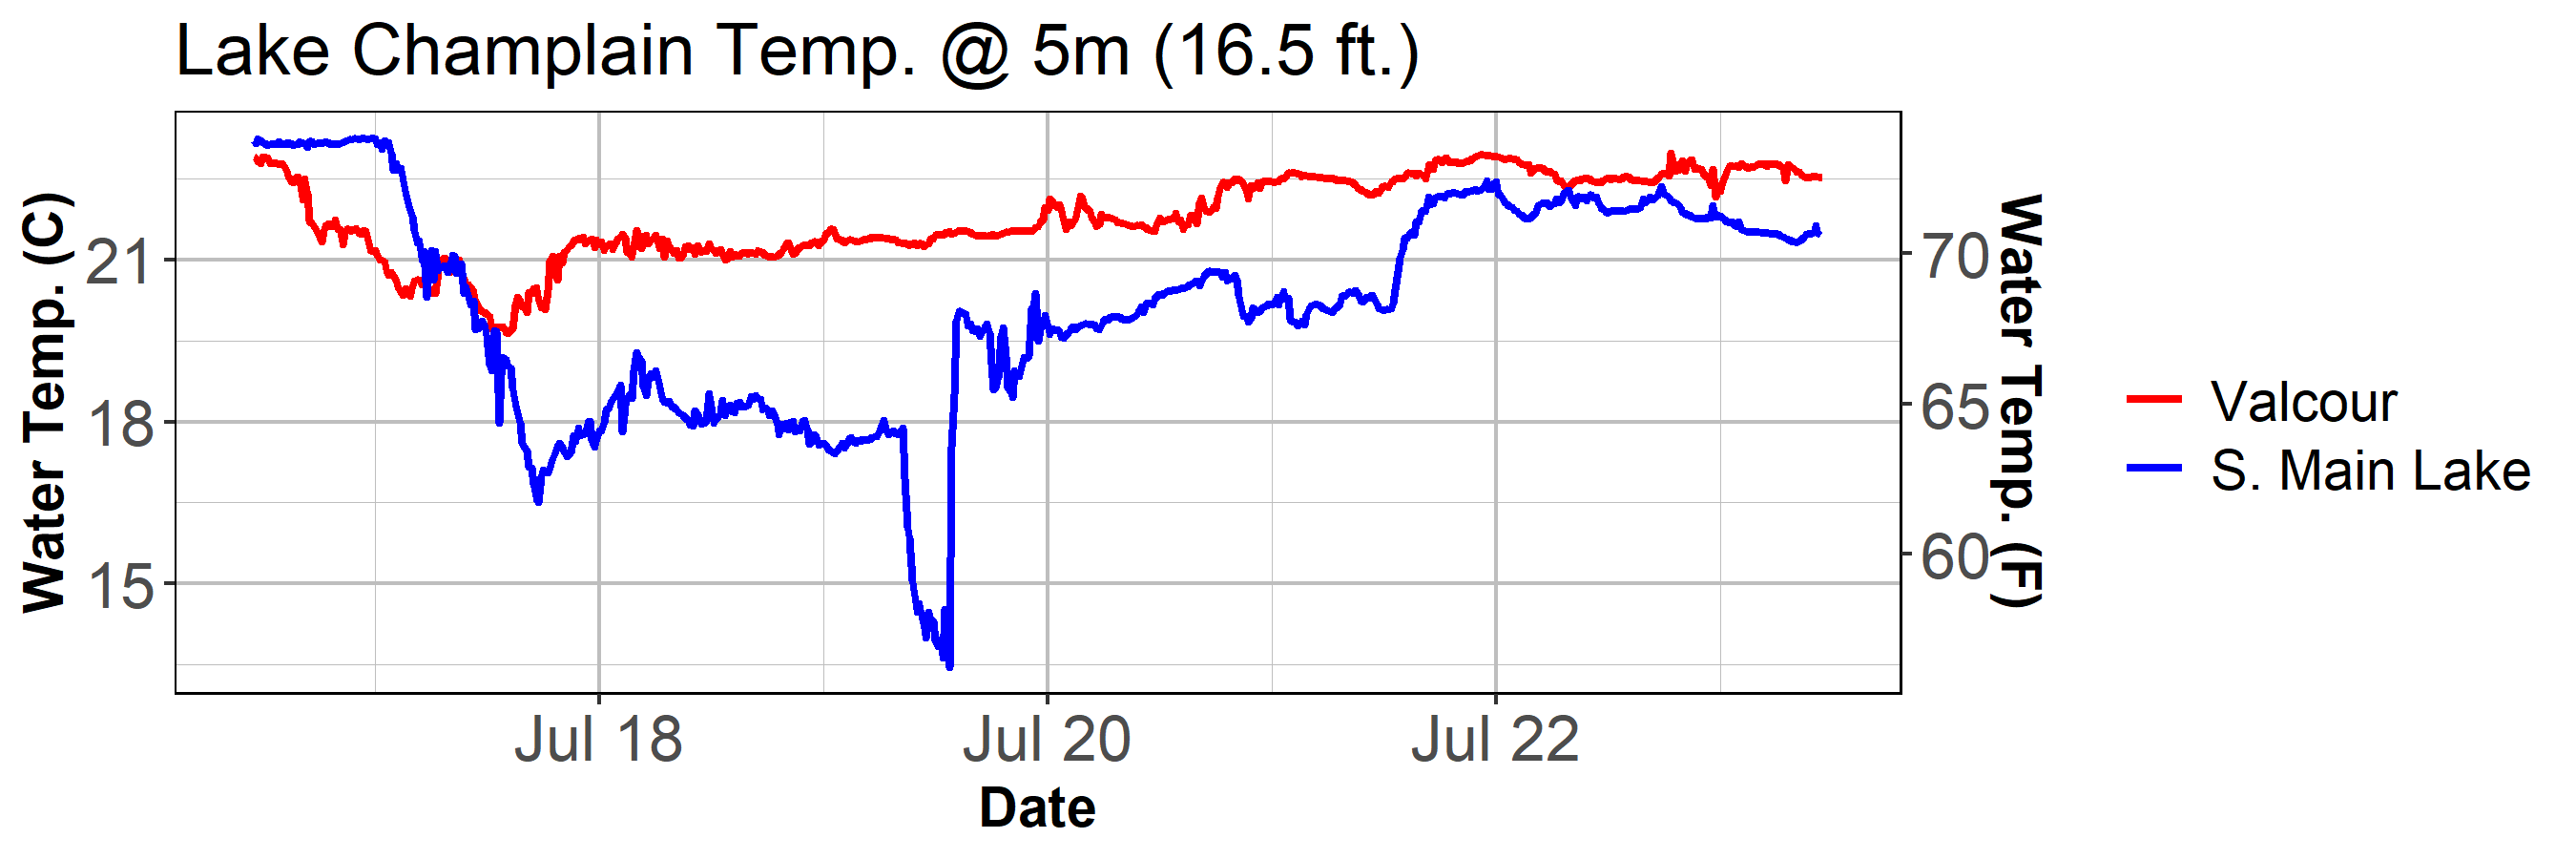 Lake Champlain Temp. @ 5m (16.5 ft.)
Water Temp. (C)
21
18
15
70
65
60
Water Temp. (F)
Jul 18
Jul 20
Jul 22
Date
Valcour
S. Main Lake